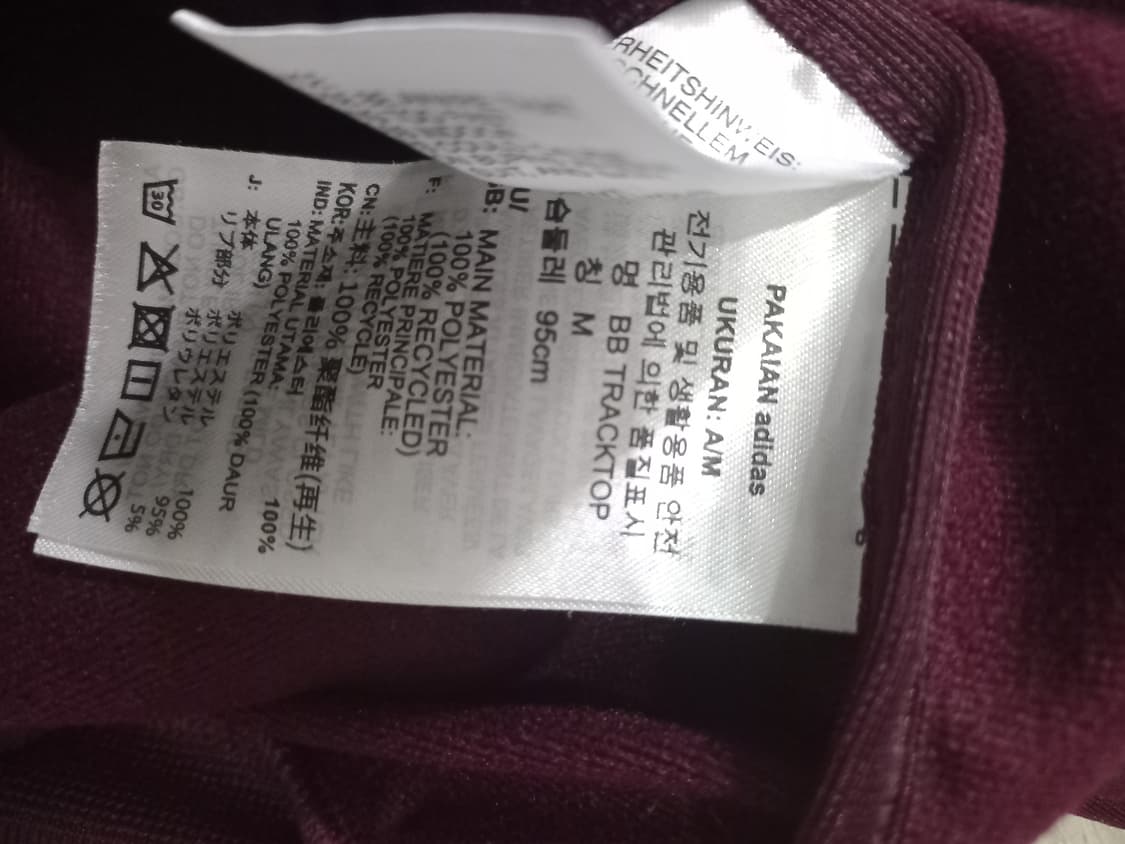 RHEITSHINWEIS:
CHNELLEM
PAKAIAN adidas
UKURAN: A/M
전기용품 및 생활용품 안전
관리법에 의한 품질표시
명 BB TRACKTOP
칭 M
슴둘레 95cm
U/
GB: MAIN MATERIAL:
100% POLYESTER
(100% RECYCLED)
F: MATIERE PRINCIPALE:
100% POLYESTER
(100% RECYCLE)
CN: 主料: 100% 聚酯纤维(再生)
KOR: 주소재: 폴리에스터 100%
IND: MATERIAL UTAMA:
100% POLYESTER (100% DAUR
ULANG)
J: 本体 ポリエステル 100%
リブ部分 ポリエステル 95%
ポリウレタン 5%
30